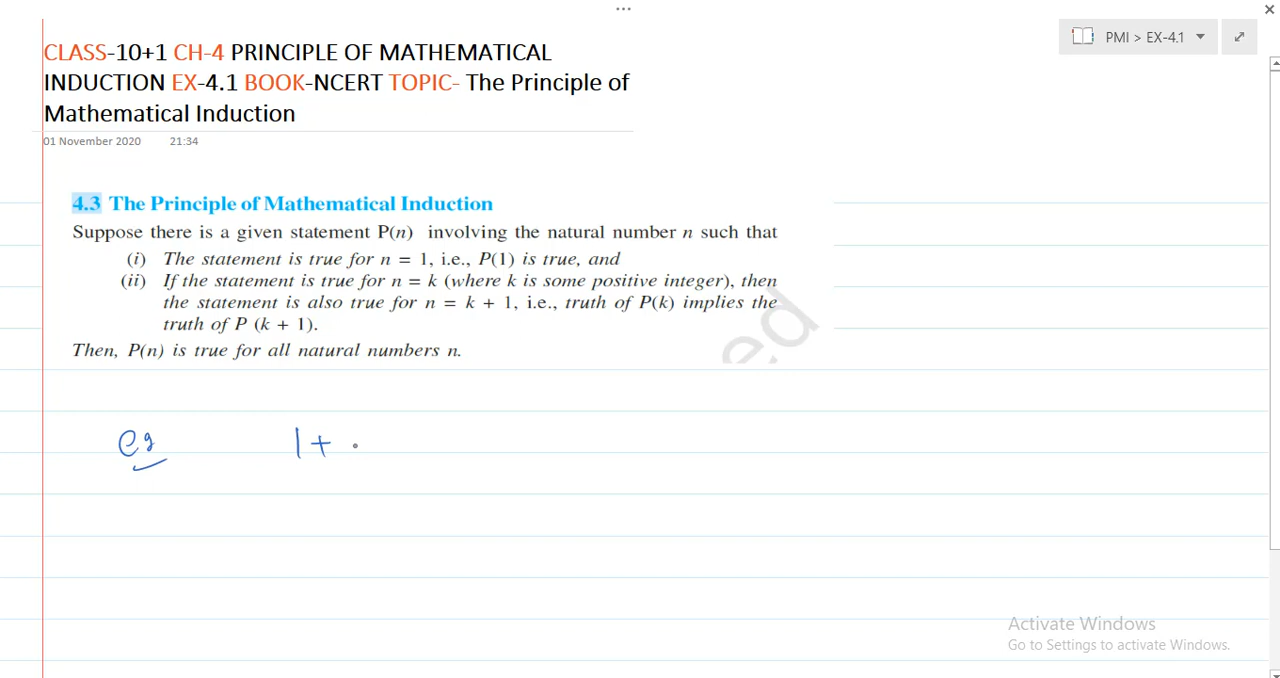 ...
PMI > EX-4.1
CLASS-10+1 CH-4 PRINCIPLE OF MATHEMATICAL
INDUCTION EX-4.1 BOOK-NCERT TOPIC- The Principle of
Mathematical Induction
01 November 2020 21:34
4.3 The Principle of Mathematical Induction
Suppose there is a given statement P(n) involving the natural number n such that
(i) The statement is true for n = 1, i.e., P(1) is true, and
(ii) If the statement is true for n = k (where k is some positive integer), then
the statement is also true for n = k + 1, i.e., truth of P(k) implies the
truth of P (k + 1).
Then, P(n) is true for all natural numbers n.
ed
eg 1+
Activate Windows
Go to Settings to activate Windows.